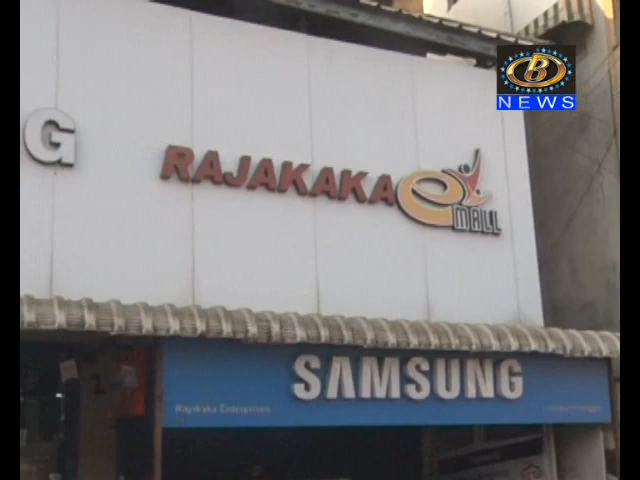 B
NEWS
G
RAJAKAKA e MALL
SAMSUNG
Rajakaka Enterprises